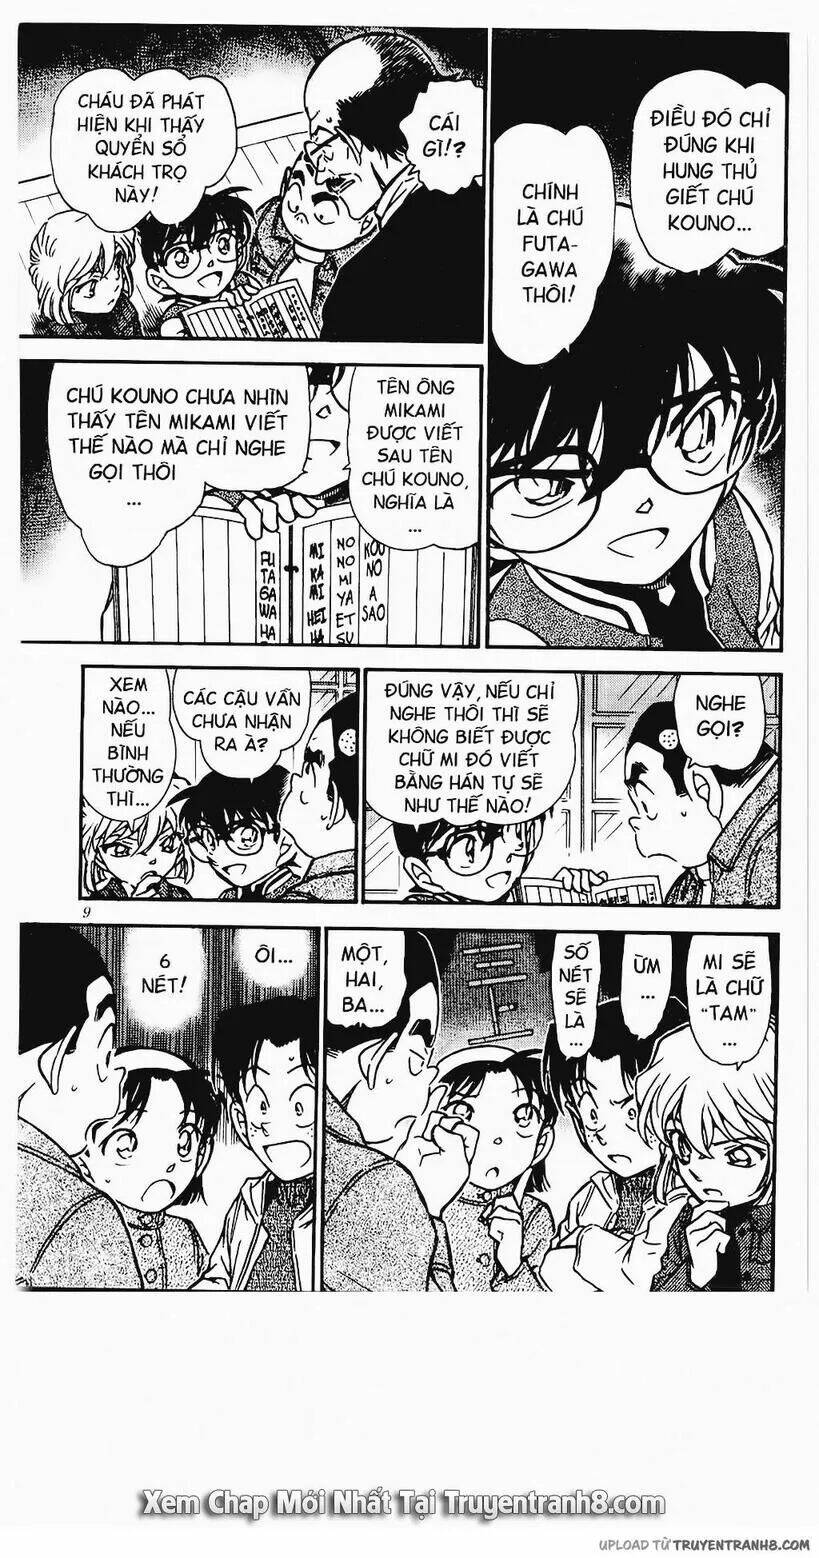 ĐIỀU ĐÓ CHỈ
ĐÚNG KHI
HUNG THỦ
GIẾT CHÚ
KOUNO...
CHÍNH
LÀ CHÚ
FUTA-
GAWA
THÔI!
CÁI
GÌ!?
CHÁU ĐÃ PHÁT
HIỆN KHI THẤY
QUYỂN SỔ
KHÁCH TRỌ
NÀY!
TÊN ÔNG
MIKAMI
ĐƯỢC VIẾT
SAU TÊN
CHÚ KOUNO,
NGHĨA LÀ
...
CHÚ KOUNO CHƯA NHÌN
THẤY TÊN MIKAMI VIẾT
THẾ NÀO MÀ CHỈ NGHE
GỌI THÔI
...
KOU
NO
A
SAO
NO
NO
MI
YA
ET
SU
MI
KA
MI
HEI
HA
FU
TA
GA
WA
HA
NGHE
GỌI?
ĐÚNG VẬY, NẾU CHỈ
NGHE THÔI THÌ SẼ
KHÔNG BIẾT ĐƯỢC
CHỮ MI ĐÓ VIẾT
BẰNG HÁN TỰ SẼ
NHƯ THẾ NÀO!
CÁC CẬU VẪN
CHƯA NHẬN
RA À?
XEM
NÀO...
NẾU
BÌNH
THƯỜNG
THÌ...
9
MI SẼ
LÀ CHỮ
"TAM"
ỪM
...
SỐ
NÉT
SẼ
LÀ
...
MỘT,
HAI,
BA...
ÔI...
6
NÉT!
Xem Chap Mới Nhất Tại Truyentranh8.com
UPLOAD TỪ TRUYENTRANH8.COM